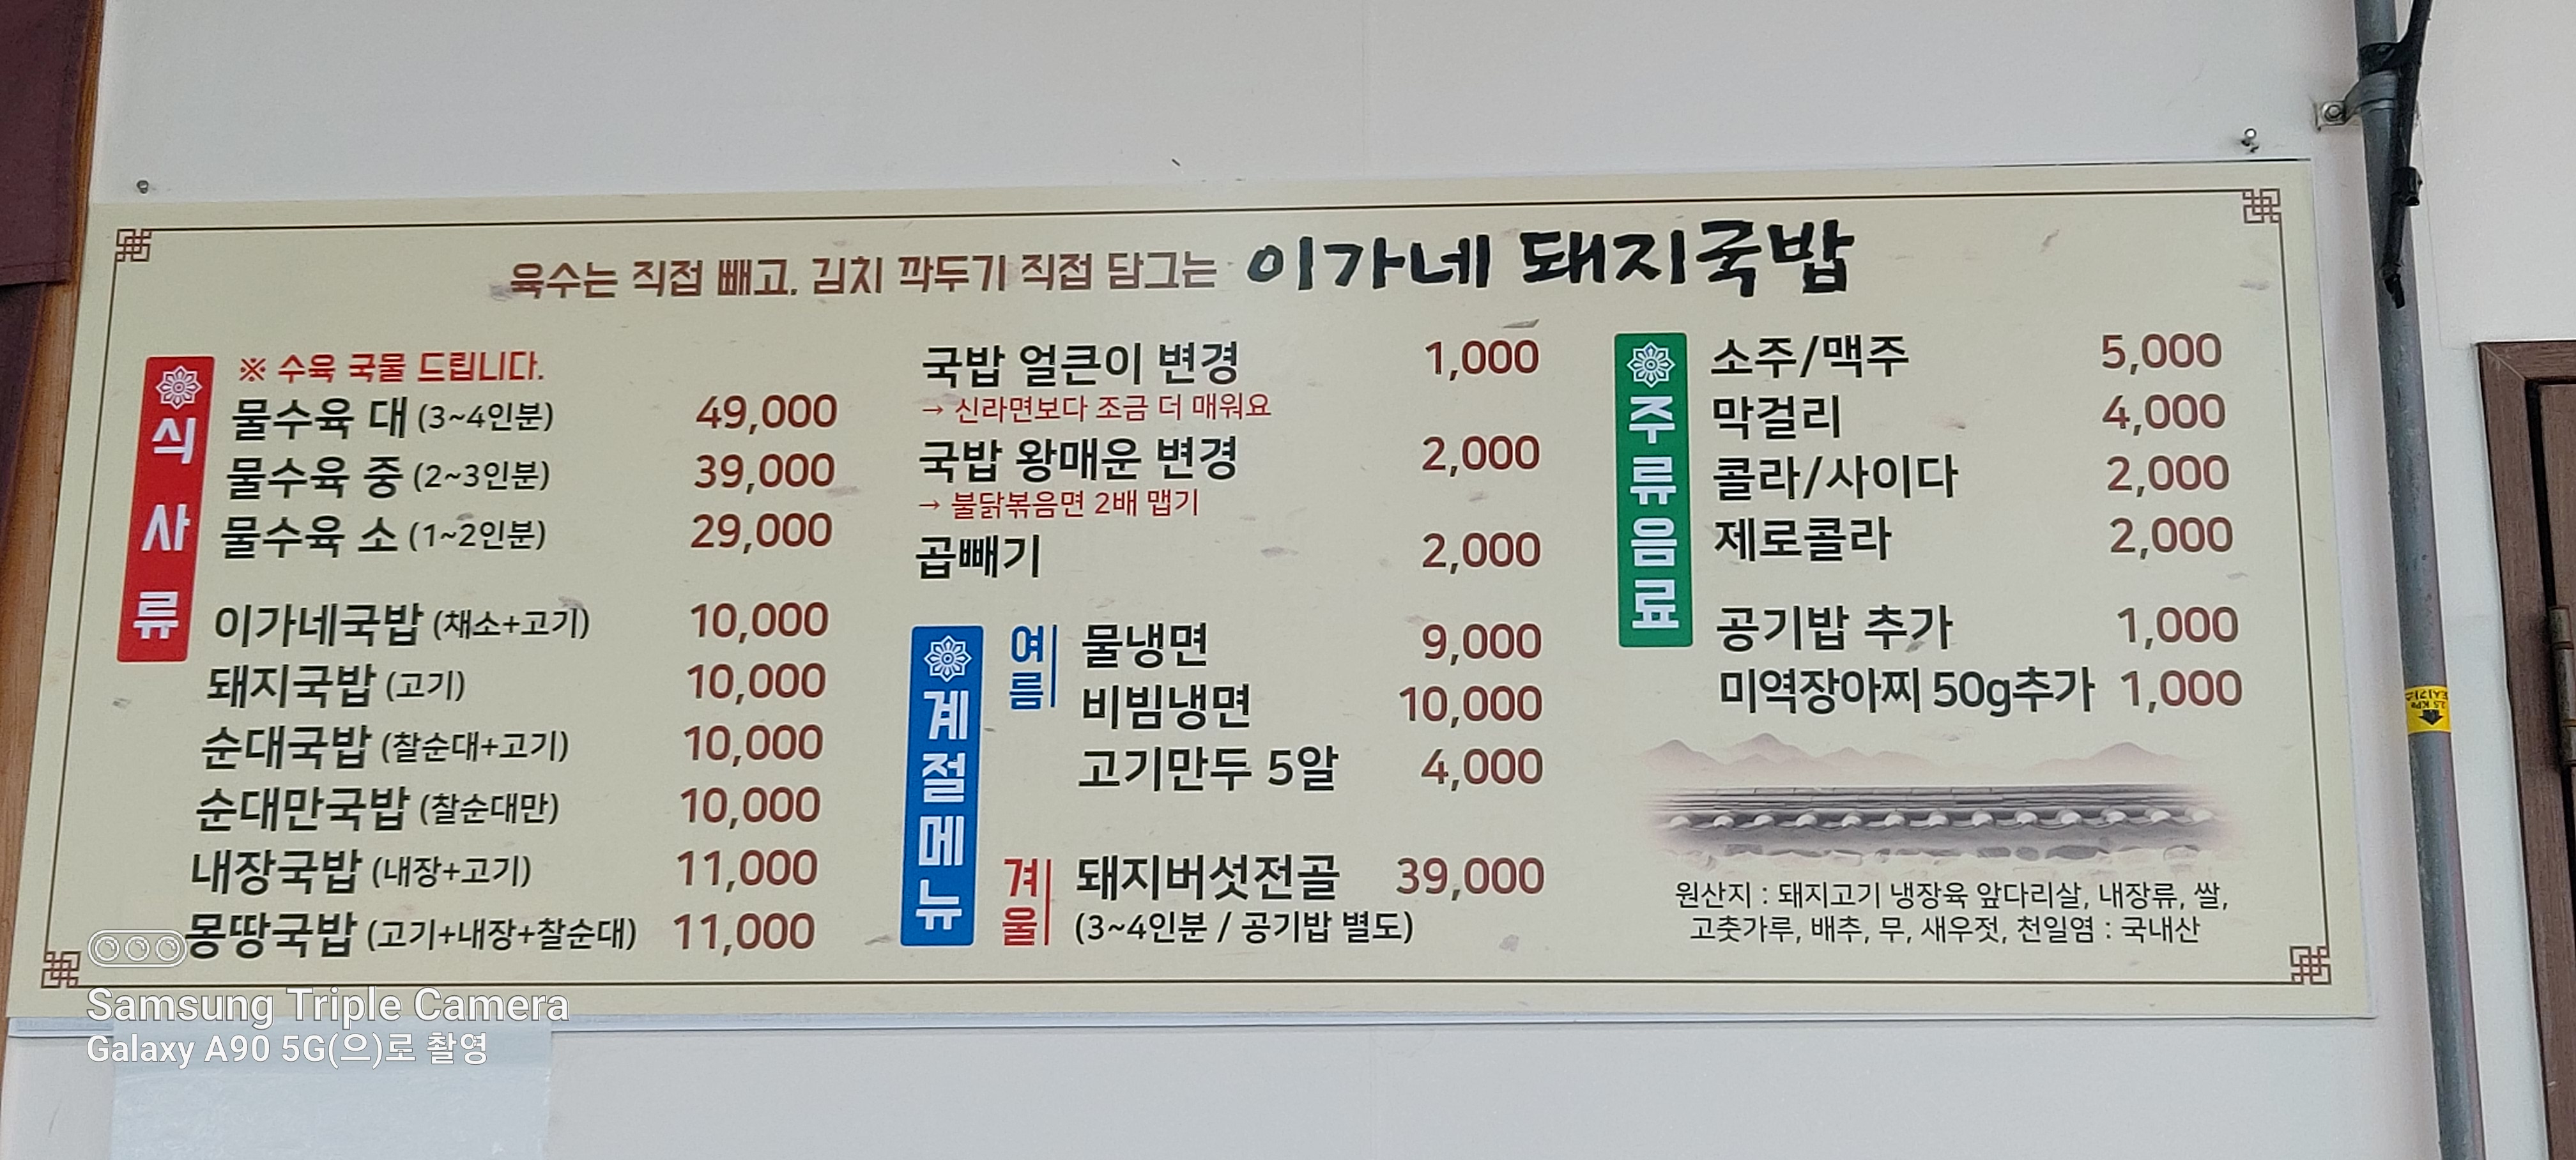 육수는 직접 빼고, 김치 깍두기 직접 담그는 이가네 돼지국밥
식사류
※ 수육 국물 드립니다.
물수육 대 (3~4인분) 49,000
물수육 중 (2~3인분) 39,000
물수육 소 (1~2인분) 29,000
이가네국밥 (채소+고기) 10,000
돼지국밥 (고기) 10,000
순대국밥 (찰순대+고기) 10,000
순대만국밥 (찰순대만) 10,000
내장국밥 (내장+고기) 11,000
몽땅국밥 (고기+내장+찰순대) 11,000
국밥 얼큰이 변경 1,000
→ 신라면보다 조금 더 매워요
국밥 왕매운 변경 2,000
→ 불닭볶음면 2배 맵기
곱빼기 2,000
계절메뉴
여름
물냉면 9,000
비빔냉면 10,000
고기만두 5알 4,000
겨울
돼지버섯전골 39,000
(3~4인분 / 공기밥 별도)
주류음료
소주/맥주 5,000
막걸리 4,000
콜라/사이다 2,000
제로콜라 2,000
공기밥 추가 1,000
미역장아찌 50g추가 1,000
원산지 : 돼지고기 냉장육 앞다리살, 내장류, 쌀,
고춧가루, 배추, 무, 새우젓, 천일염 : 국내산
Samsung Triple Camera
Galaxy A90 5G(으)로 촬영